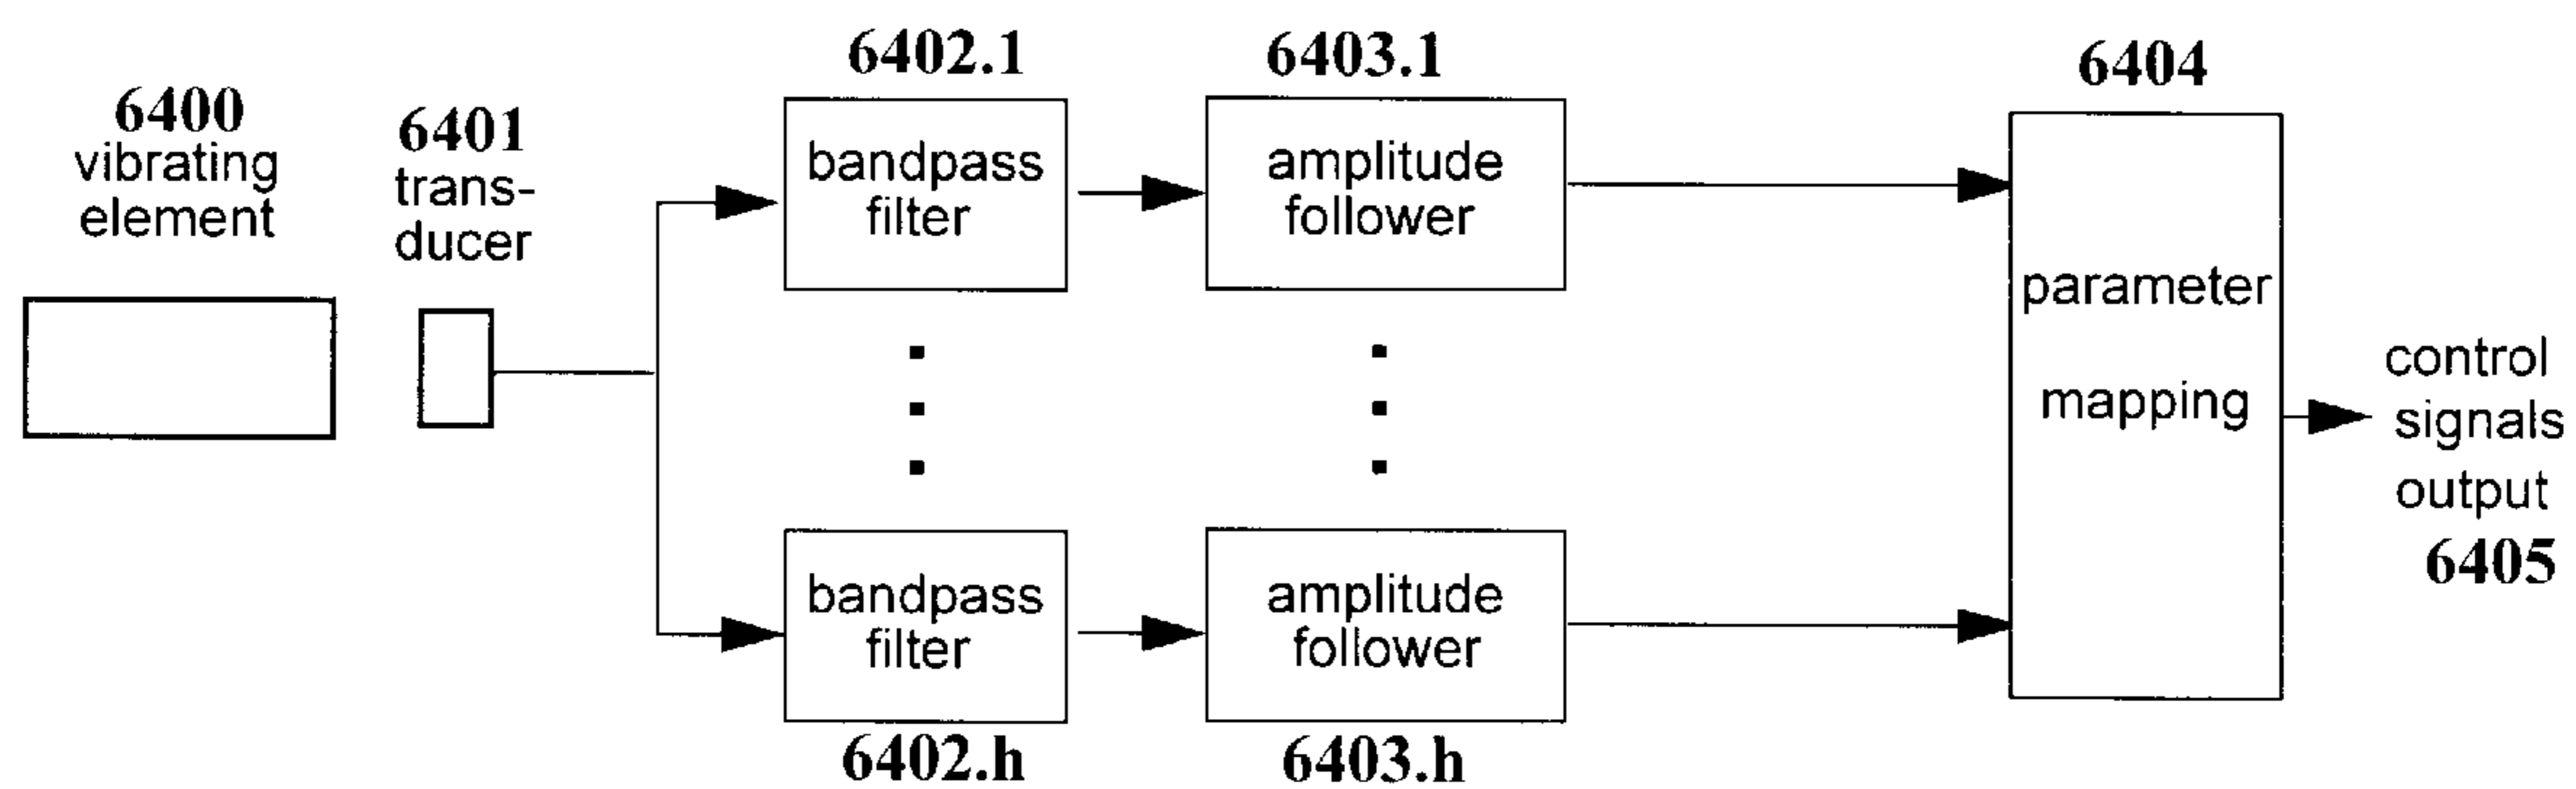 6400
vibrating
element
6401
trans-
ducer
6402.1
bandpass
filter
6403.1
amplitude
follower
bandpass
filter
6402.h
amplitude
follower
6403.h
6404
parameter
mapping
control
signals
output
6405